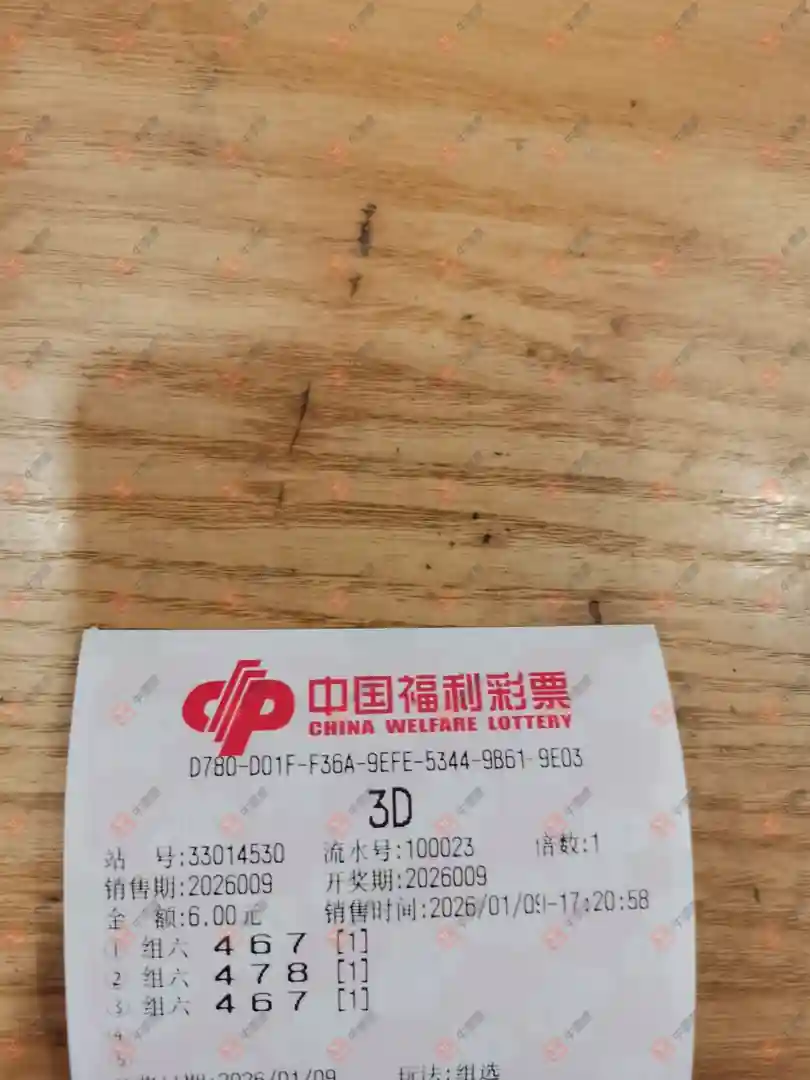 中国福利彩票
CHINA WELFARE LOTTERY
D780-D01F-F36A-9EFE-5344-9B61-9E03
3D
站 号:33014530 流水号:100023 倍数:1
销售期:2026009 开奖期:2026009
金 额:6.00元 销售时间:2026/01/09-17:20:58
1 组六 4 6 7 [1]
2 组六 4 7 8 [1]
3 组六 4 6 7 [1]
4
5
2026/01/09 玩法:组选